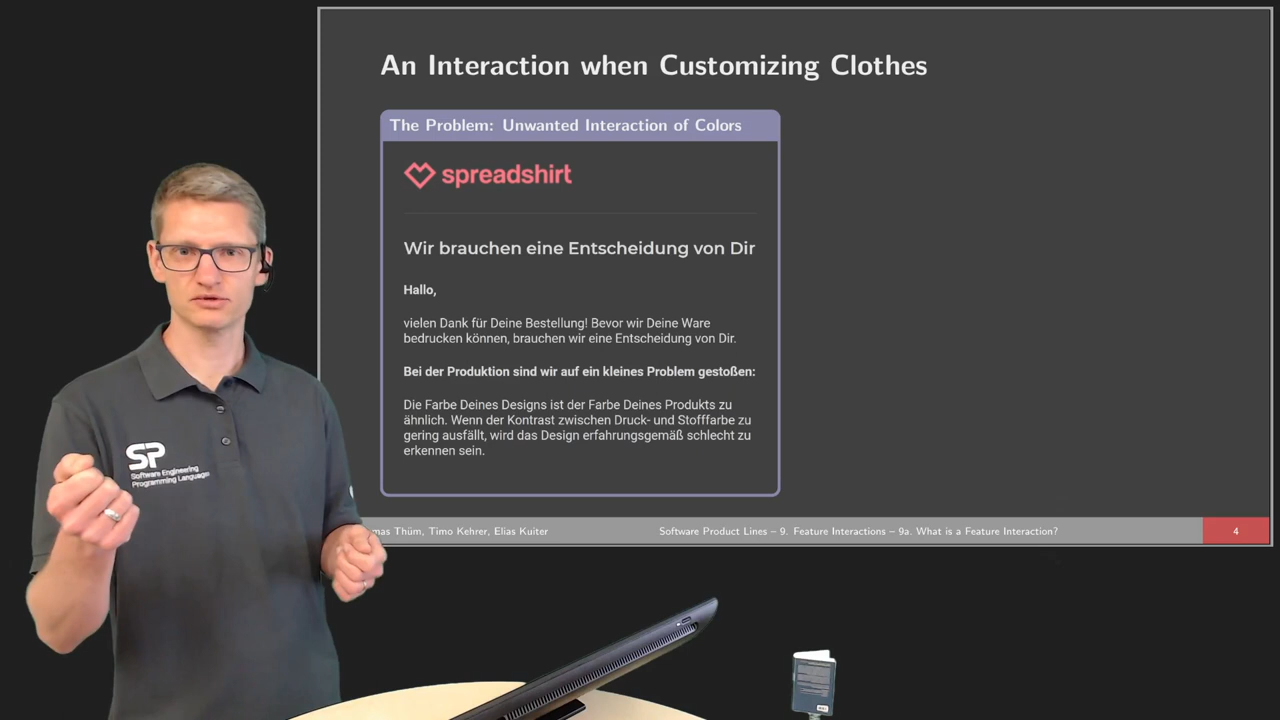 An Interaction when Customizing Clothes
The Problem: Unwanted Interaction of Colors
spreadshirt
Wir brauchen eine Entscheidung von Dir
Hallo,
vielen Dank für Deine Bestellung! Bevor wir Deine Ware
bedrucken können, brauchen wir eine Entscheidung von Dir.
Bei der Produktion sind wir auf ein kleines Problem gestoßen:
Die Farbe Deines Designs ist der Farbe Deines Produkts zu
ähnlich. Wenn der Kontrast zwischen Druck- und Stofffarbe zu
gering ausfällt, wird das Design erfahrungsgemäß schlecht zu
erkennen sein.
SP
Software Engineering
Programming Languages
mas Thüm, Timo Kehrer, Elias Kuiter
Software Product Lines – 9. Feature Interactions – 9a. What is a Feature Interaction?
4